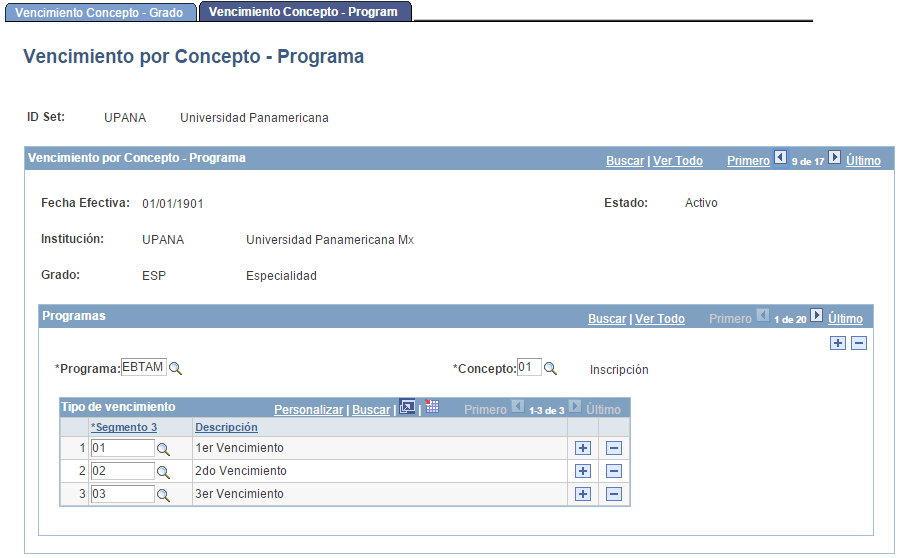 Vencimiento Concepto - Grado Vencimiento Concepto - Program
Vencimiento por Concepto - Programa
ID Set: UPANA Universidad Panamericana
Vencimiento por Concepto - Programa Buscar | Ver Todo Primero 9 de 17 Último
Fecha Efectiva: 01/01/1901 Estado: Activo
Institución: UPANA Universidad Panamericana Mx
Grado: ESP Especialidad
Programas Buscar | Ver Todo Primero 1 de 20 Último
*Programa: EBTAM *Concepto: 01 Inscripción
Tipo de vencimiento Personalizar | Buscar | | Primero 1-3 de 3 Último
*Segmento 3 Descripción
1 01 1er Vencimiento
2 02 2do Vencimiento
3 03 3er Vencimiento